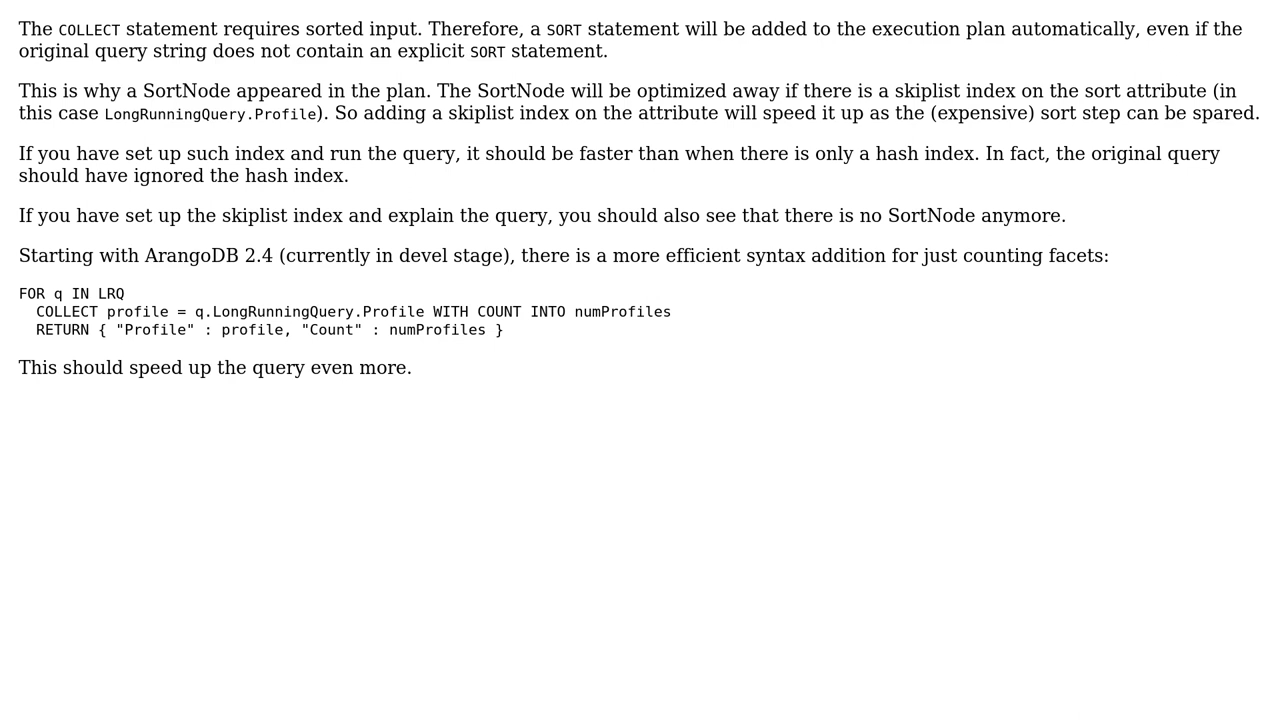 The COLLECT statement requires sorted input. Therefore, a SORT statement will be added to the execution plan automatically, even if the
original query string does not contain an explicit SORT statement.
This is why a SortNode appeared in the plan. The SortNode will be optimized away if there is a skiplist index on the sort attribute (in
this case LongRunningQuery.Profile). So adding a skiplist index on the attribute will speed it up as the (expensive) sort step can be spared.
If you have set up such index and run the query, it should be faster than when there is only a hash index. In fact, the original query
should have ignored the hash index.
If you have set up the skiplist index and explain the query, you should also see that there is no SortNode anymore.
Starting with ArangoDB 2.4 (currently in devel stage), there is a more efficient syntax addition for just counting facets:
FOR q IN LRQ
  COLLECT profile = q.LongRunningQuery.Profile WITH COUNT INTO numProfiles
  RETURN { "Profile" : profile, "Count" : numProfiles }
This should speed up the query even more.